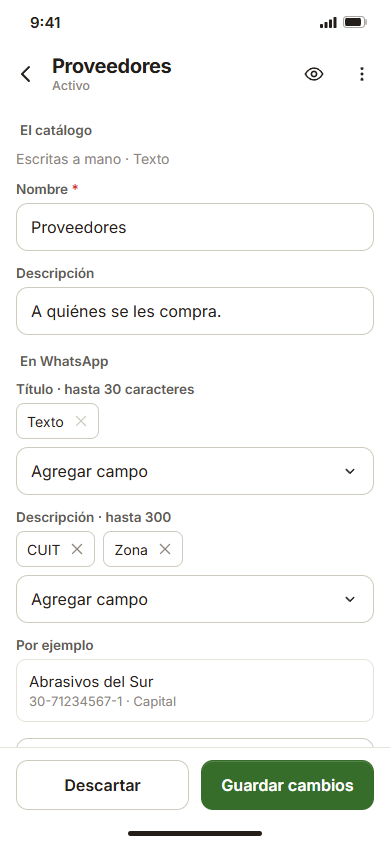 9:41
Proveedores
Activo
El catálogo
Escritas a mano · Texto
Nombre *
Proveedores
Descripción
A quiénes se les compra.
En WhatsApp
Título · hasta 30 caracteres
Texto
Agregar campo
Descripción · hasta 300
CUIT Zona
Agregar campo
Por ejemplo
Abrasivos del Sur
30-71234567-1 · Capital
Descartar Guardar cambios